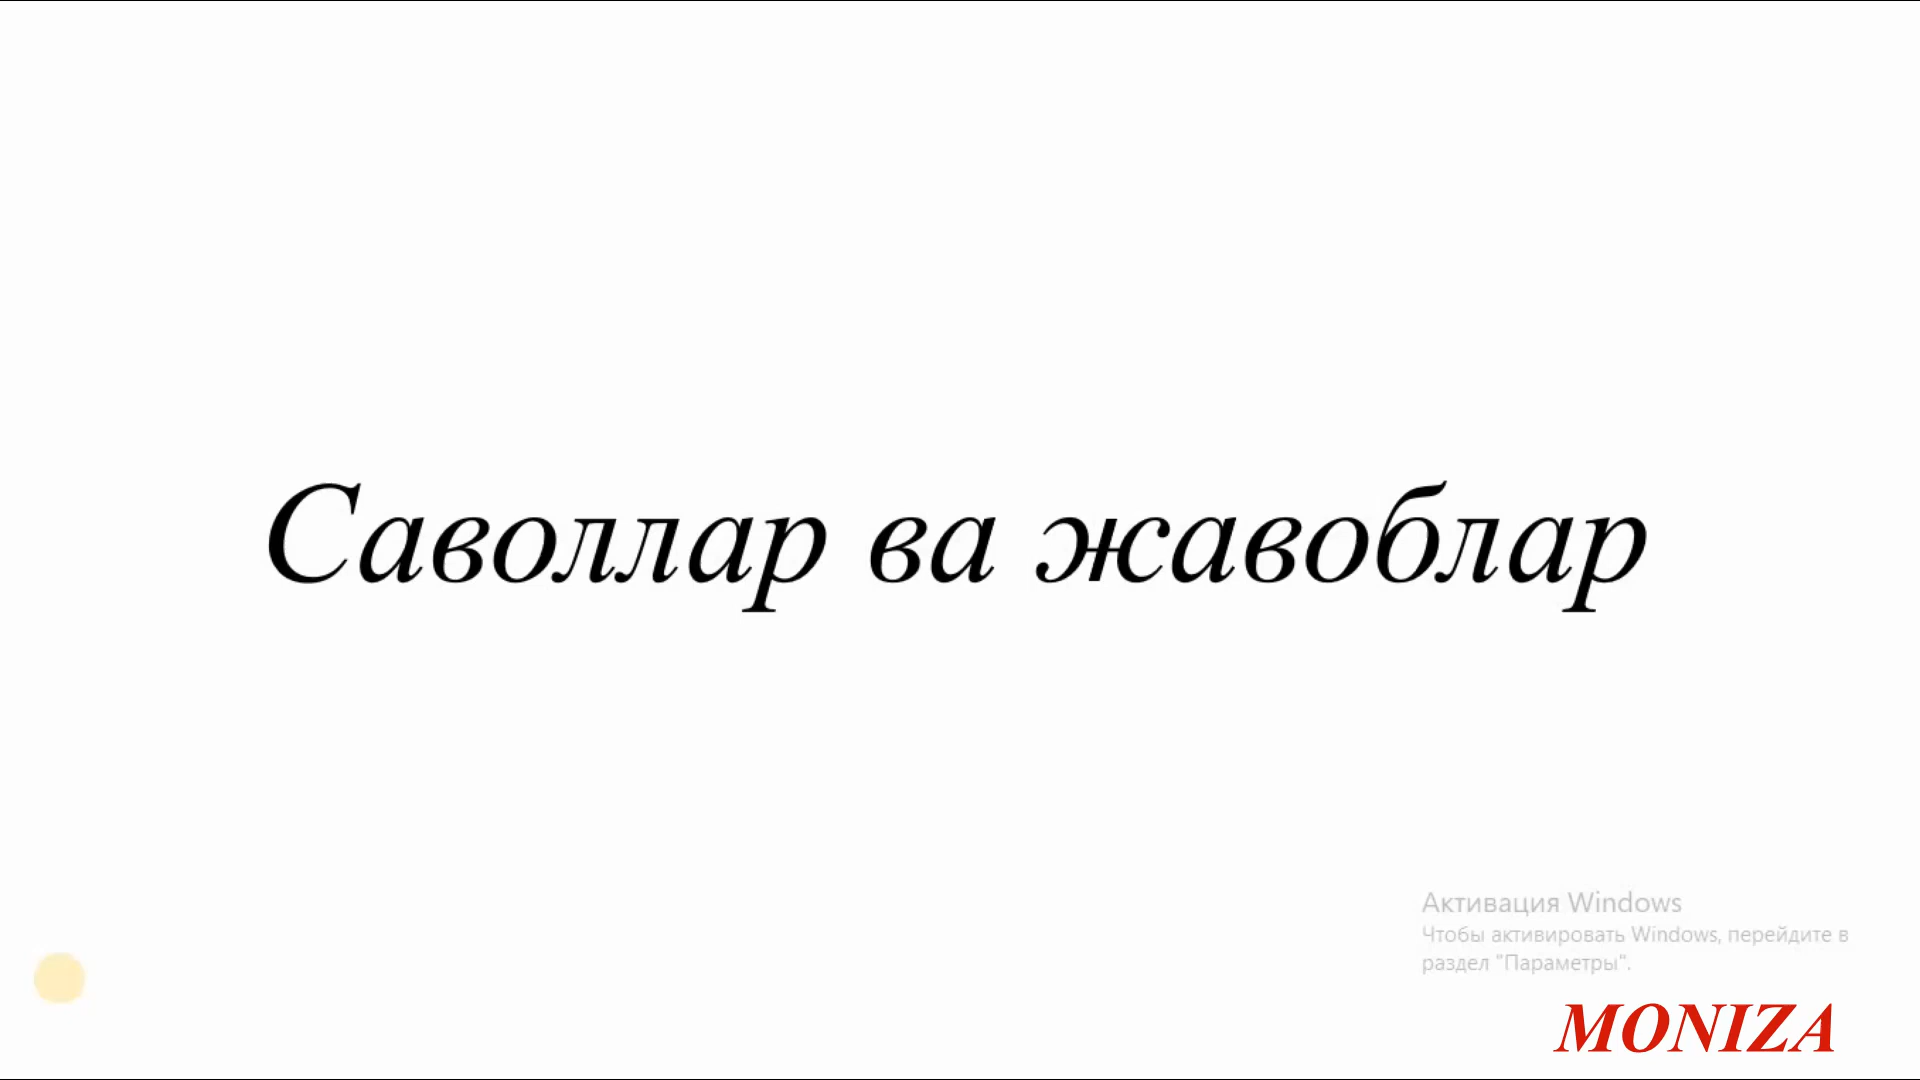 Саволлар ва жавоблар
Активация Windows
Чтобы активировать Windows, перейдите в
раздел "Параметры".
MONIZA